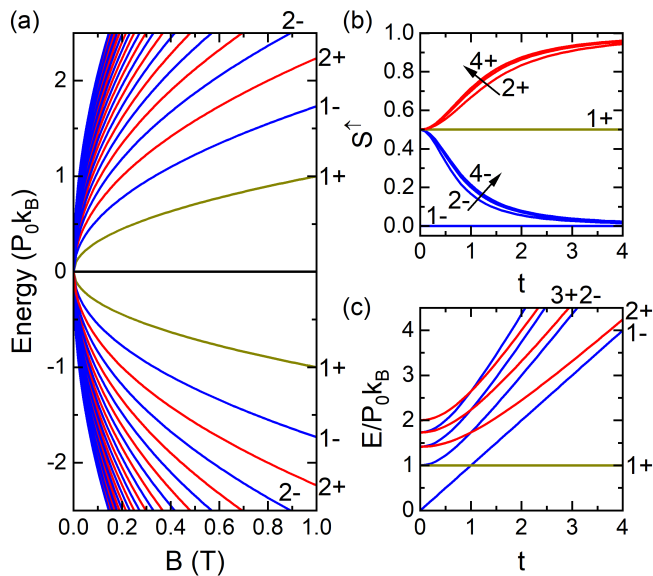 (a)
2-
2+
1-
1+
1+
1-
2+
2-
2
1
0
-1
-2
Energy (P₀k_B)
0.0 0.2 0.4 0.6 0.8 1.0
B (T)
(b)
1.0
0.8
0.6
0.4
0.2
0.0
S↑
4+
2+
1+
4-
2-
1-
0 1 2 3 4
t
(c)
3+2-
2+
1-
1+
4
3
2
1
0
E/P₀k_B
0 1 2 3 4
t